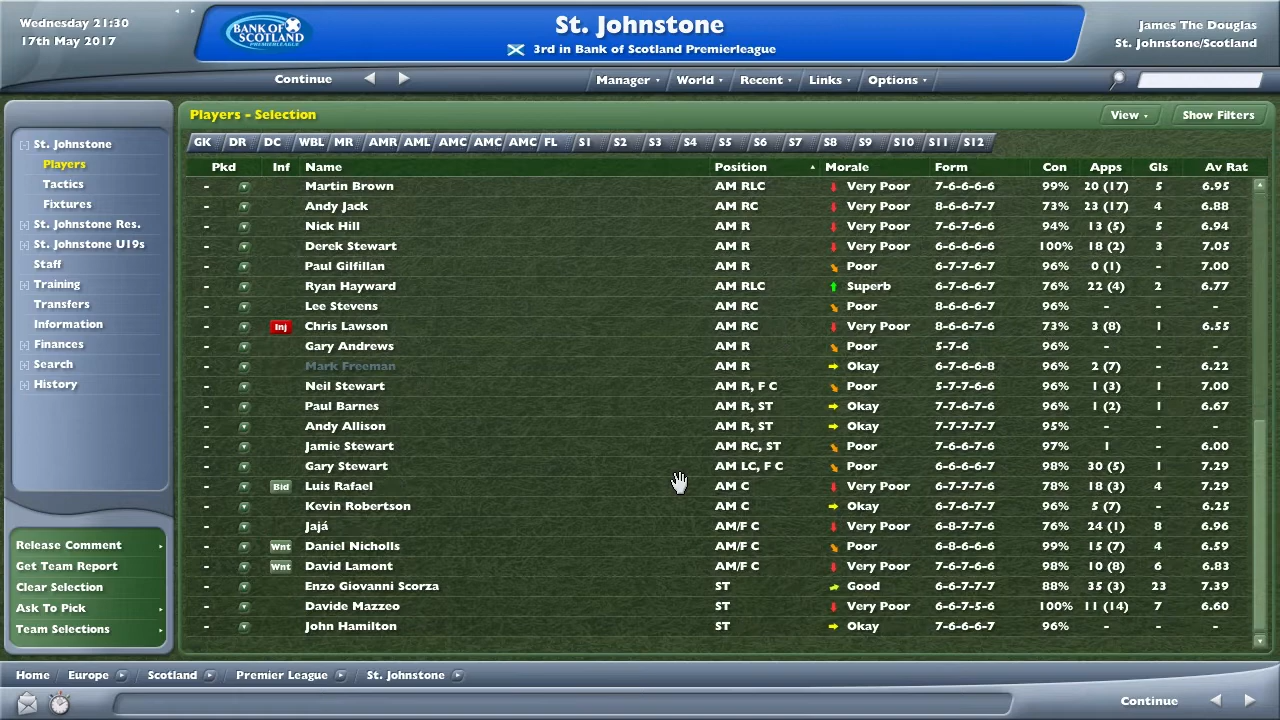 Wednesday 21:30
17th May 2017
BANK OF SCOTLAND PREMIERLEAGUE
St. Johnstone
3rd in Bank of Scotland Premierleague
James The Douglas
St. Johnstone/Scotland
Continue Manager World Recent Links Options
Players - Selection View Show Filters
GK DR DC WBL MR AMR AML AMC AMC AMC FL S1 S2 S3 S4 S5 S6 S7 S8 S9 S10 S11 S12
Pkd Inf Name Position Morale Form Con Apps Gls Av Rat
- Martin Brown AM RLC Very Poor 7-6-6-6-6 99% 20 (17) 5 6.95
- Andy Jack AM RC Very Poor 8-6-6-7-7 73% 23 (17) 4 6.88
- Nick Hill AM R Very Poor 7-6-7-6-6 94% 13 (5) 5 6.94
- Derek Stewart AM R Very Poor 6-6-6-6-6 100% 18 (2) 3 7.05
- Paul Gilfillan AM R Poor 6-7-7-6-7 96% 0 (1) - 7.00
- Ryan Hayward AM RLC Superb 6-7-6-6-7 76% 22 (4) 2 6.77
- Lee Stevens AM RC Poor 8-6-6-6-7 96% - - -
- Inj Chris Lawson AM RC Very Poor 8-6-6-7-6 73% 3 (8) 1 6.55
- Gary Andrews AM R Poor 5-7-6 96% - - -
- Mark Freeman AM R Okay 6-7-6-6-8 96% 2 (7) - 6.22
- Neil Stewart AM R, F C Poor 5-7-7-6-6 96% 1 (3) 1 7.00
- Paul Barnes AM R, ST Okay 7-7-6-7-6 96% 1 (2) 1 6.67
- Andy Allison AM R, ST Okay 7-7-7-7-7 95% - - -
- Jamie Stewart AM RC, ST Poor 7-6-6-7-6 97% 1 - 6.00
- Gary Stewart AM LC, F C Poor 6-6-6-6-7 98% 30 (5) 1 7.29
- Bid Luis Rafael AM C Very Poor 6-7-7-6-6 78% 18 (3) 4 7.29
- Kevin Robertson AM C Okay 6-7-6-7-7 96% 5 (7) - 6.25
- Jajá AM/F C Very Poor 6-8-7-7-6 76% 24 (1) 8 6.96
- Wnt Daniel Nicholls AM/F C Poor 6-8-6-6-6 99% 15 (7) 4 6.59
- Wnt David Lamont AM/F C Very Poor 7-6-7-6-6 98% 10 (8) 6 6.83
- Enzo Giovanni Scorza ST Good 6-6-7-7-7 88% 35 (3) 23 7.39
- Davide Mazzeo ST Very Poor 6-6-7-5-6 100% 11 (14) 7 6.60
- John Hamilton ST Okay 7-6-6-6-7 96% - - -
St. Johnstone
Players
Tactics
Fixtures
St. Johnstone Res.
St. Johnstone U19s
Staff
Training
Transfers
Information
Finances
Search
History
Release Comment
Get Team Report
Clear Selection
Ask To Pick
Team Selections
Home Europe Scotland Premier League St. Johnstone
Continue